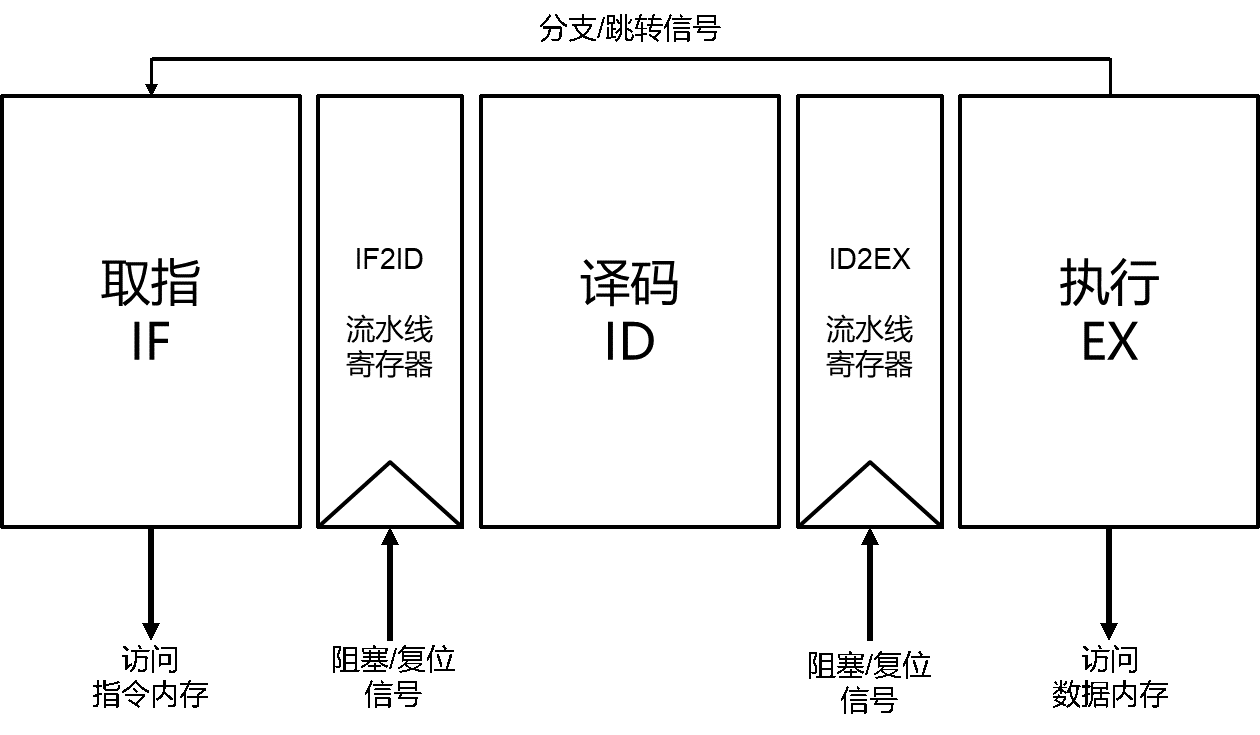 分支/跳转信号
取指
IF
IF2ID
流水线
寄存器
译码
ID
ID2EX
流水线
寄存器
执行
EX
访问
指令内存
阻塞/复位
信号
阻塞/复位
信号
访问
数据内存